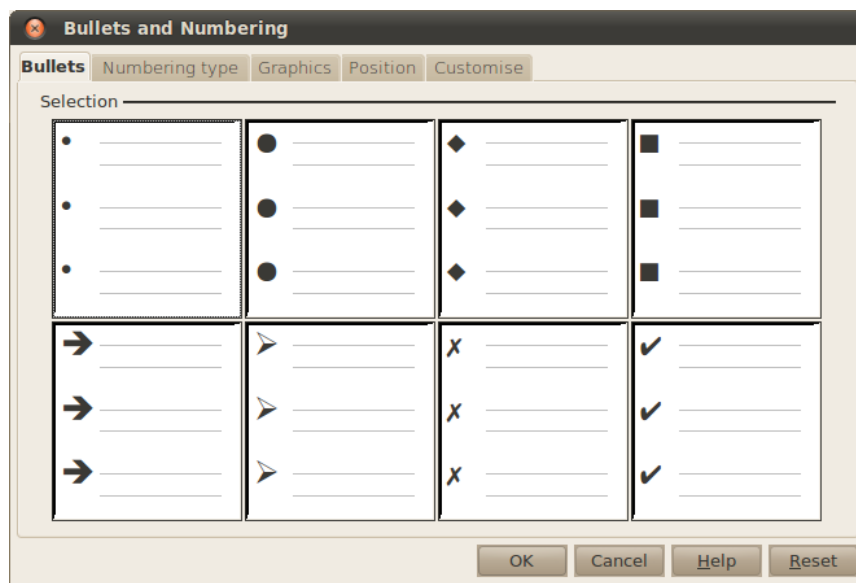 Bullets and Numbering
Bullets Numbering type Graphics Position Customise
Selection
OK Cancel Help Reset